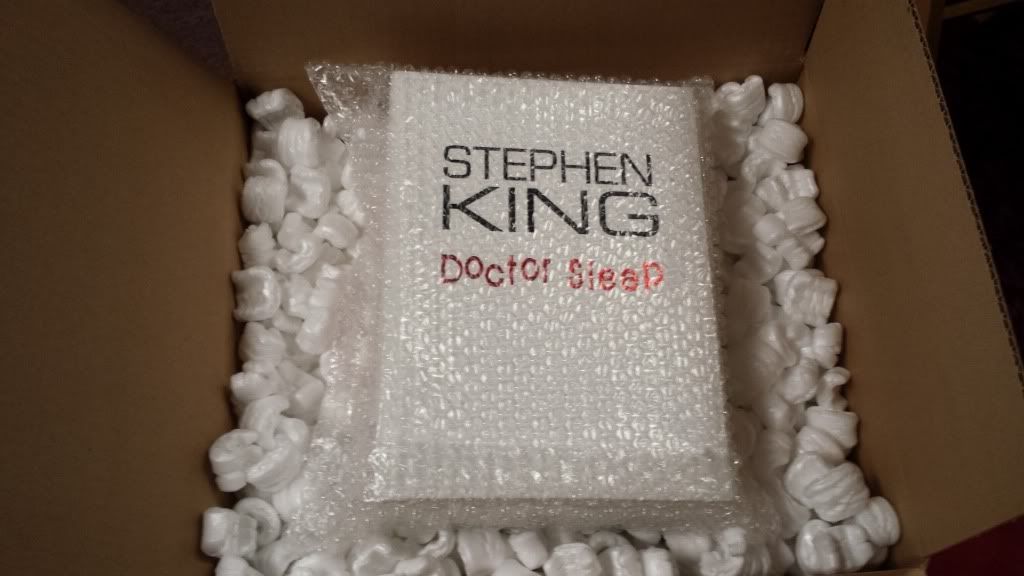 STEPHEN
KING
Doctor Sleep